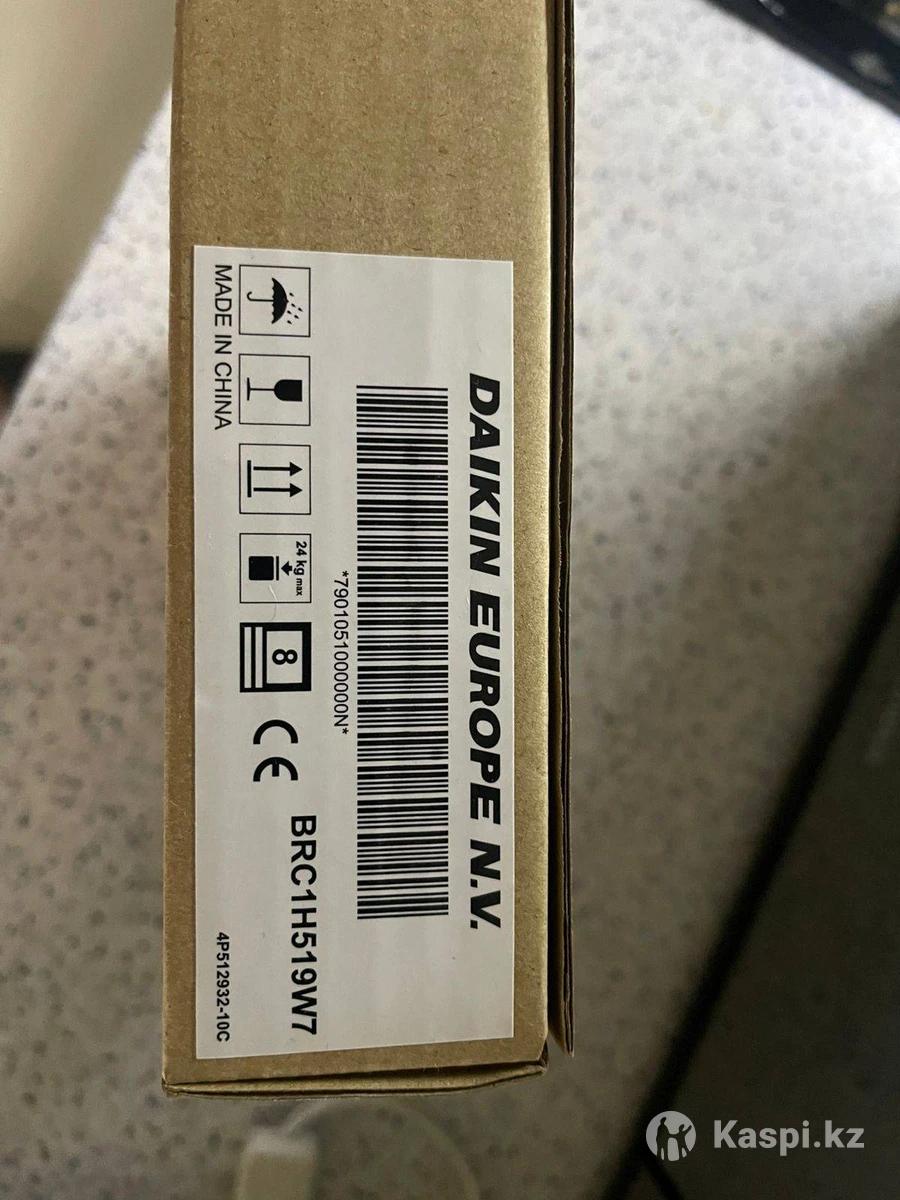 DAIKIN EUROPE N.V.
*7901051000000N*
24 kg max
8
CE
BRC1H519W7
MADE IN CHINA
4P512932-10C
Kaspi.kz